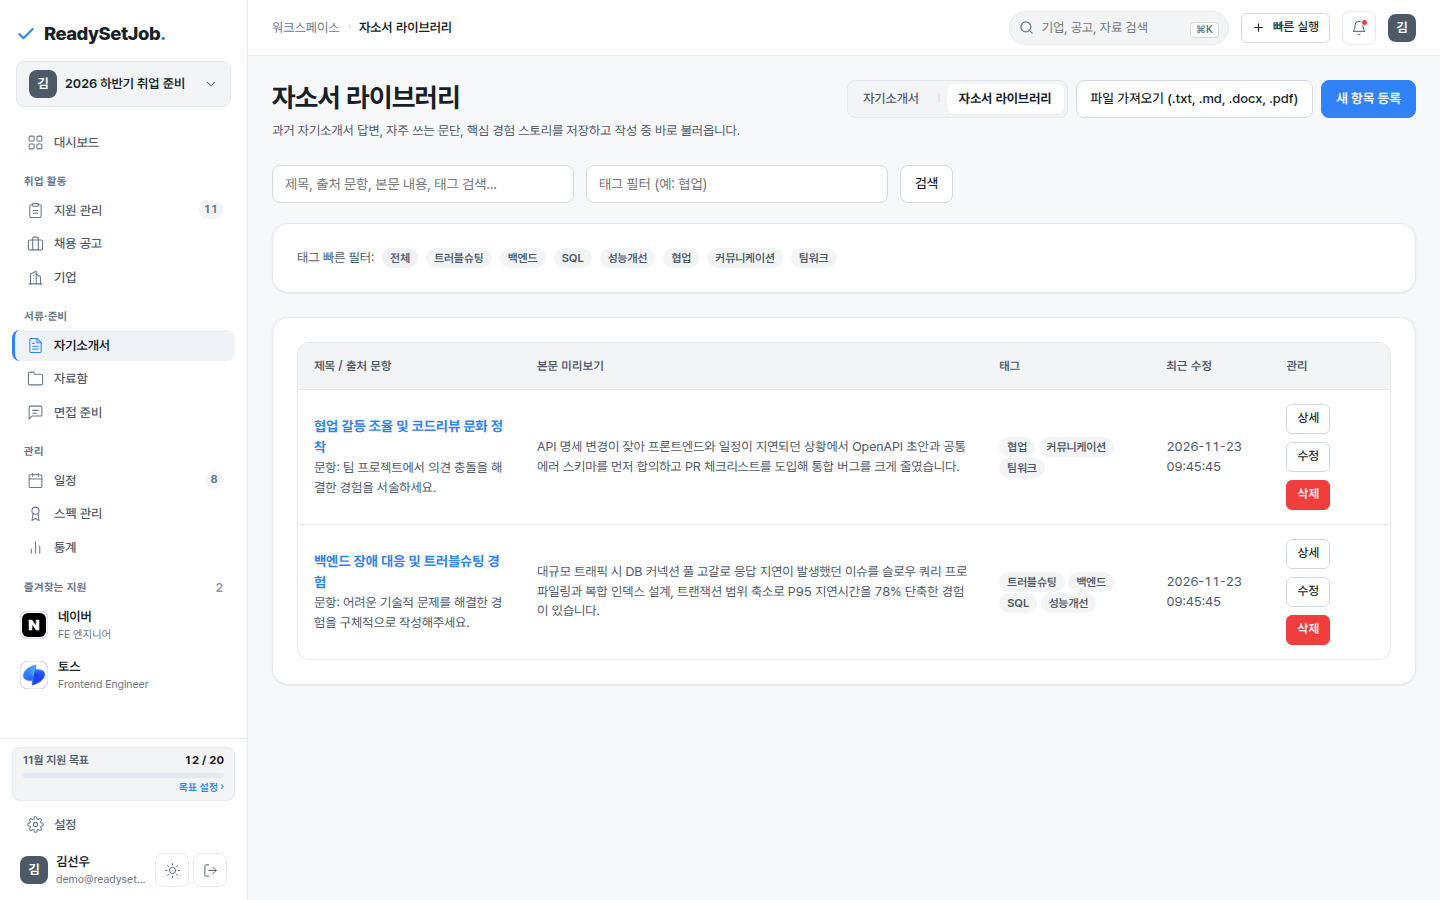 ReadySetJob.
김 2026 하반기 취업 준비
대시보드
취업 활동
지원 관리 11
채용 공고
기업
서류·준비
자기소개서
자료함
면접 준비
관리
일정 8
스펙 관리
통계
즐겨찾는 지원 2
네이버
FE 엔지니어
토스
Frontend Engineer
11월 지원 목표 12 / 20
목표 설정 ›
설정
김 김선우
demo@readyset...
워크스페이스 › 자소서 라이브러리
기업, 공고, 자료 검색 ⌘K
+ 빠른 실행
김
자소서 라이브러리
과거 자기소개서 답변, 자주 쓰는 문단, 핵심 경험 스토리를 저장하고 작성 중 바로 불러옵니다.
자기소개서 자소서 라이브러리
파일 가져오기 (.txt, .md, .docx, .pdf)
새 항목 등록
제목, 출처 문항, 본문 내용, 태그 검색...
태그 필터 (예: 협업)
검색
태그 빠른 필터: 전체 트러블슈팅 백엔드 SQL 성능개선 협업 커뮤니케이션 팀워크
제목 / 출처 문항 본문 미리보기 태그 최근 수정 관리
협업 갈등 조율 및 코드리뷰 문화 정
착
문항: 팀 프로젝트에서 의견 충돌을 해
결한 경험을 서술하세요.
API 명세 변경이 잦아 프론트엔드와 일정이 지연되던 상황에서 OpenAPI 초안과 공통
에러 스키마를 먼저 합의하고 PR 체크리스트를 도입해 통합 버그를 크게 줄였습니다.
협업 커뮤니케이션
팀워크
2026-11-23
09:45:45
상세
수정
삭제
백엔드 장애 대응 및 트러블슈팅 경
험
문항: 어려운 기술적 문제를 해결한 경
험을 구체적으로 작성해주세요.
대규모 트래픽 시 DB 커넥션 풀 고갈로 응답 지연이 발생했던 이슈를 슬로우 쿼리 프로
파일링과 복합 인덱스 설계, 트랜잭션 범위 축소로 P95 지연시간을 78% 단축한 경험
이 있습니다.
트러블슈팅 백엔드
SQL 성능개선
2026-11-23
09:45:45
상세
수정
삭제